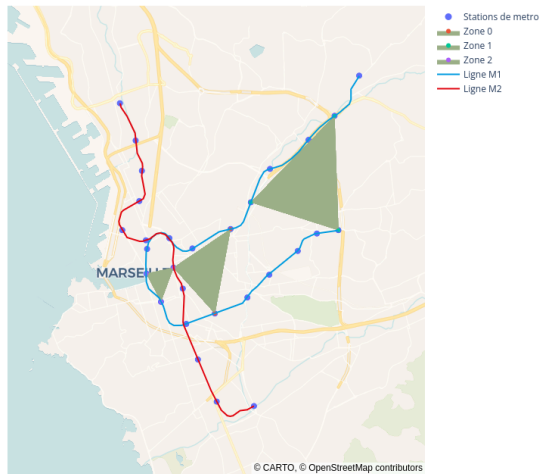 Stations de metro
Zone 0
Zone 1
Zone 2
Ligne M1
Ligne M2
MARSEILLE
© CARTO, © OpenStreetMap contributors